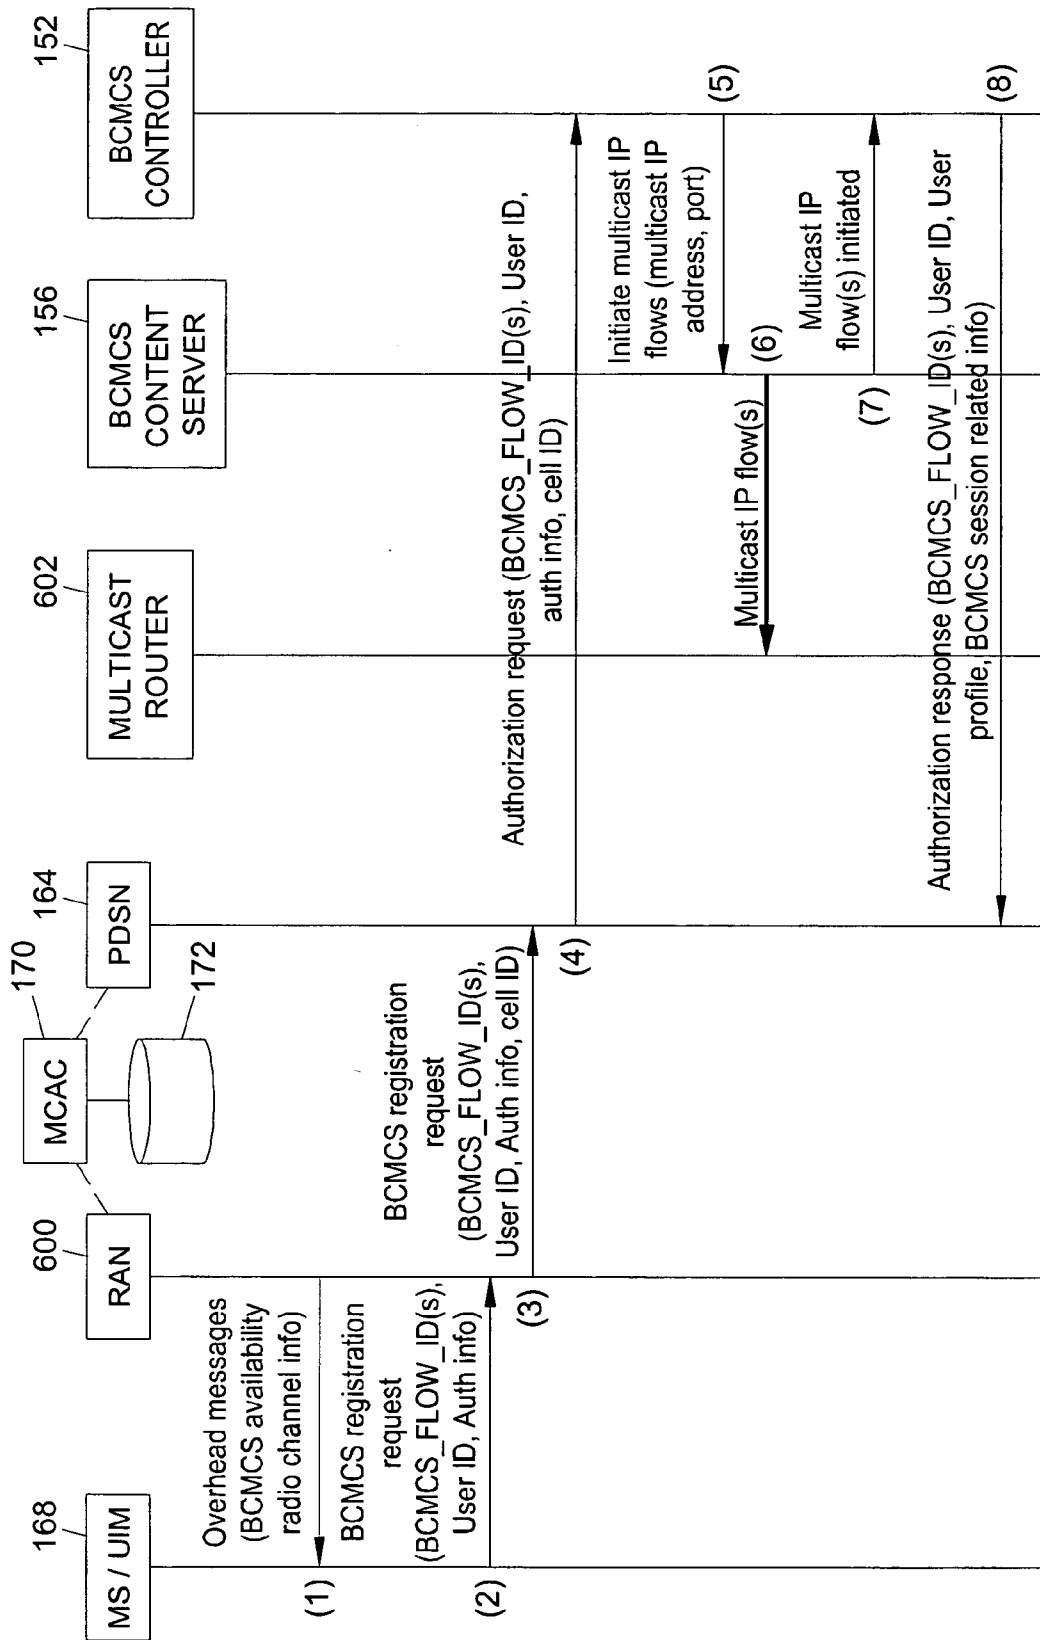 168
MS / UIM
600
RAN
170
MCAC
172
164
PDSN
602
MULTICAST
ROUTER
156
BCMCS
CONTENT
SERVER
152
BCMCS
CONTROLLER
Overhead messages
(BCMCS availability
radio channel info)
(1)
BCMCS registration
request
(BCMCS_FLOW_ID(s),
User ID, Auth info)
(2)
BCMCS registration
request
(BCMCS_FLOW_ID(s),
User ID, Auth info, cell ID)
(3)
Authorization request (BCMCS_FLOW_ID(s), User ID,
auth info, cell ID)
(4)
Initiate multicast IP
flows (multicast IP
address, port)
(5)
Multicast IP flow(s)
(6)
Multicast IP
flow(s) initiated
(7)
Authorization response (BCMCS_FLOW_ID(s), User ID, User
profile, BCMCS session related info)
(8)